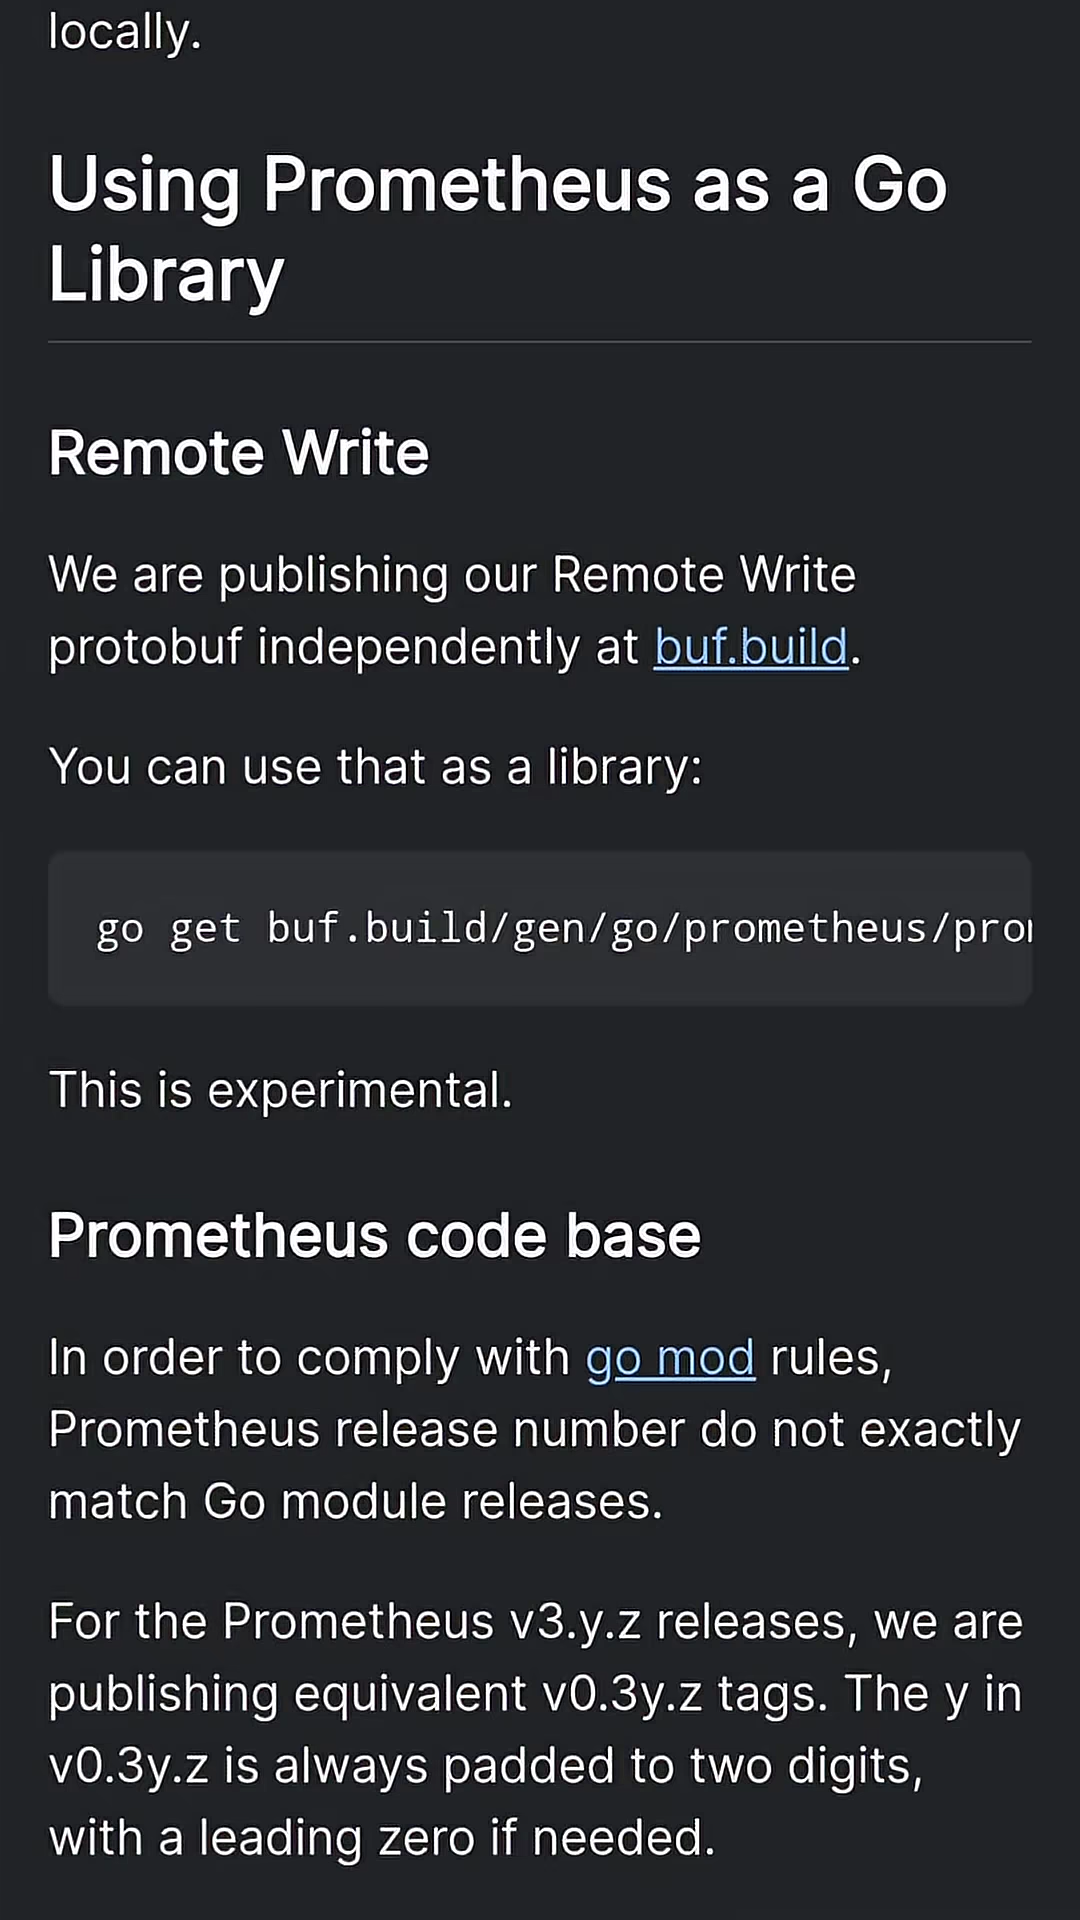 locally.
Using Prometheus as a Go
Library
Remote Write
We are publishing our Remote Write
protobuf independently at buf.build.
You can use that as a library:
go get buf.build/gen/go/prometheus/pro
This is experimental.
Prometheus code base
In order to comply with go mod rules,
Prometheus release number do not exactly
match Go module releases.
For the Prometheus v3.y.z releases, we are
publishing equivalent v0.3y.z tags. The y in
v0.3y.z is always padded to two digits,
with a leading zero if needed.